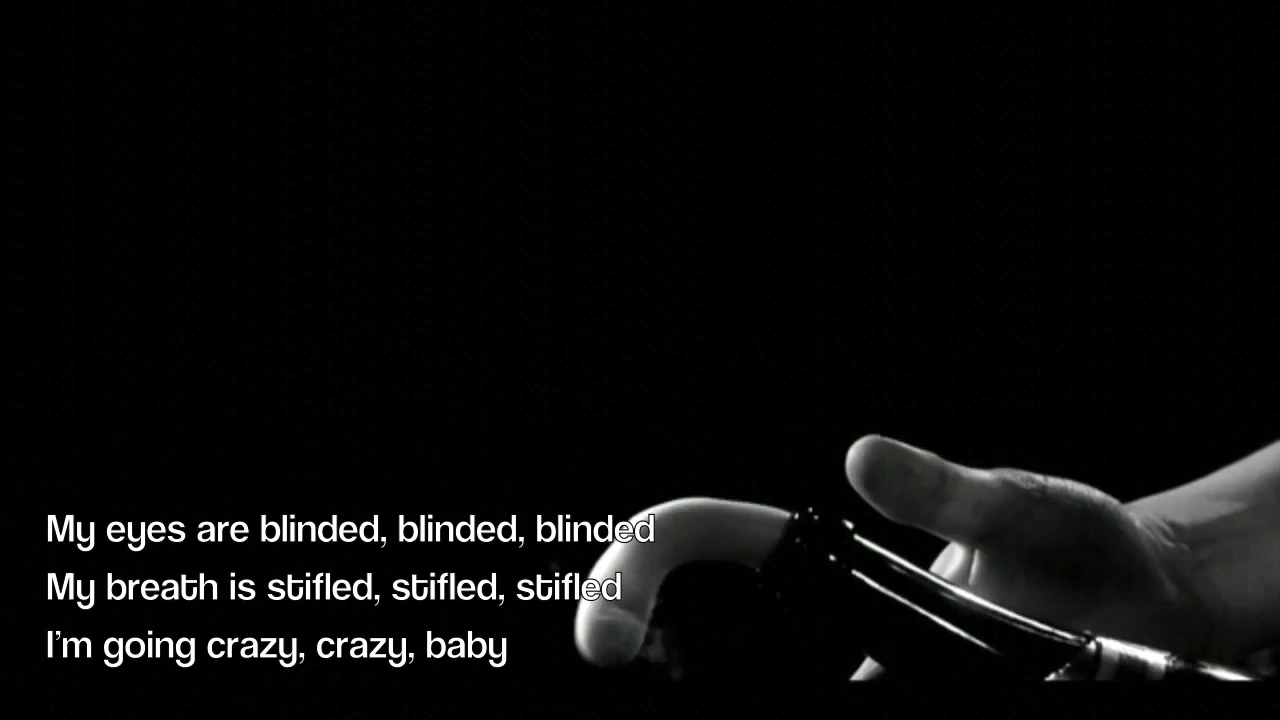 My eyes are blinded, blinded, blinded
My breath is stifled, stifled, stifled
I'm going crazy, crazy, baby